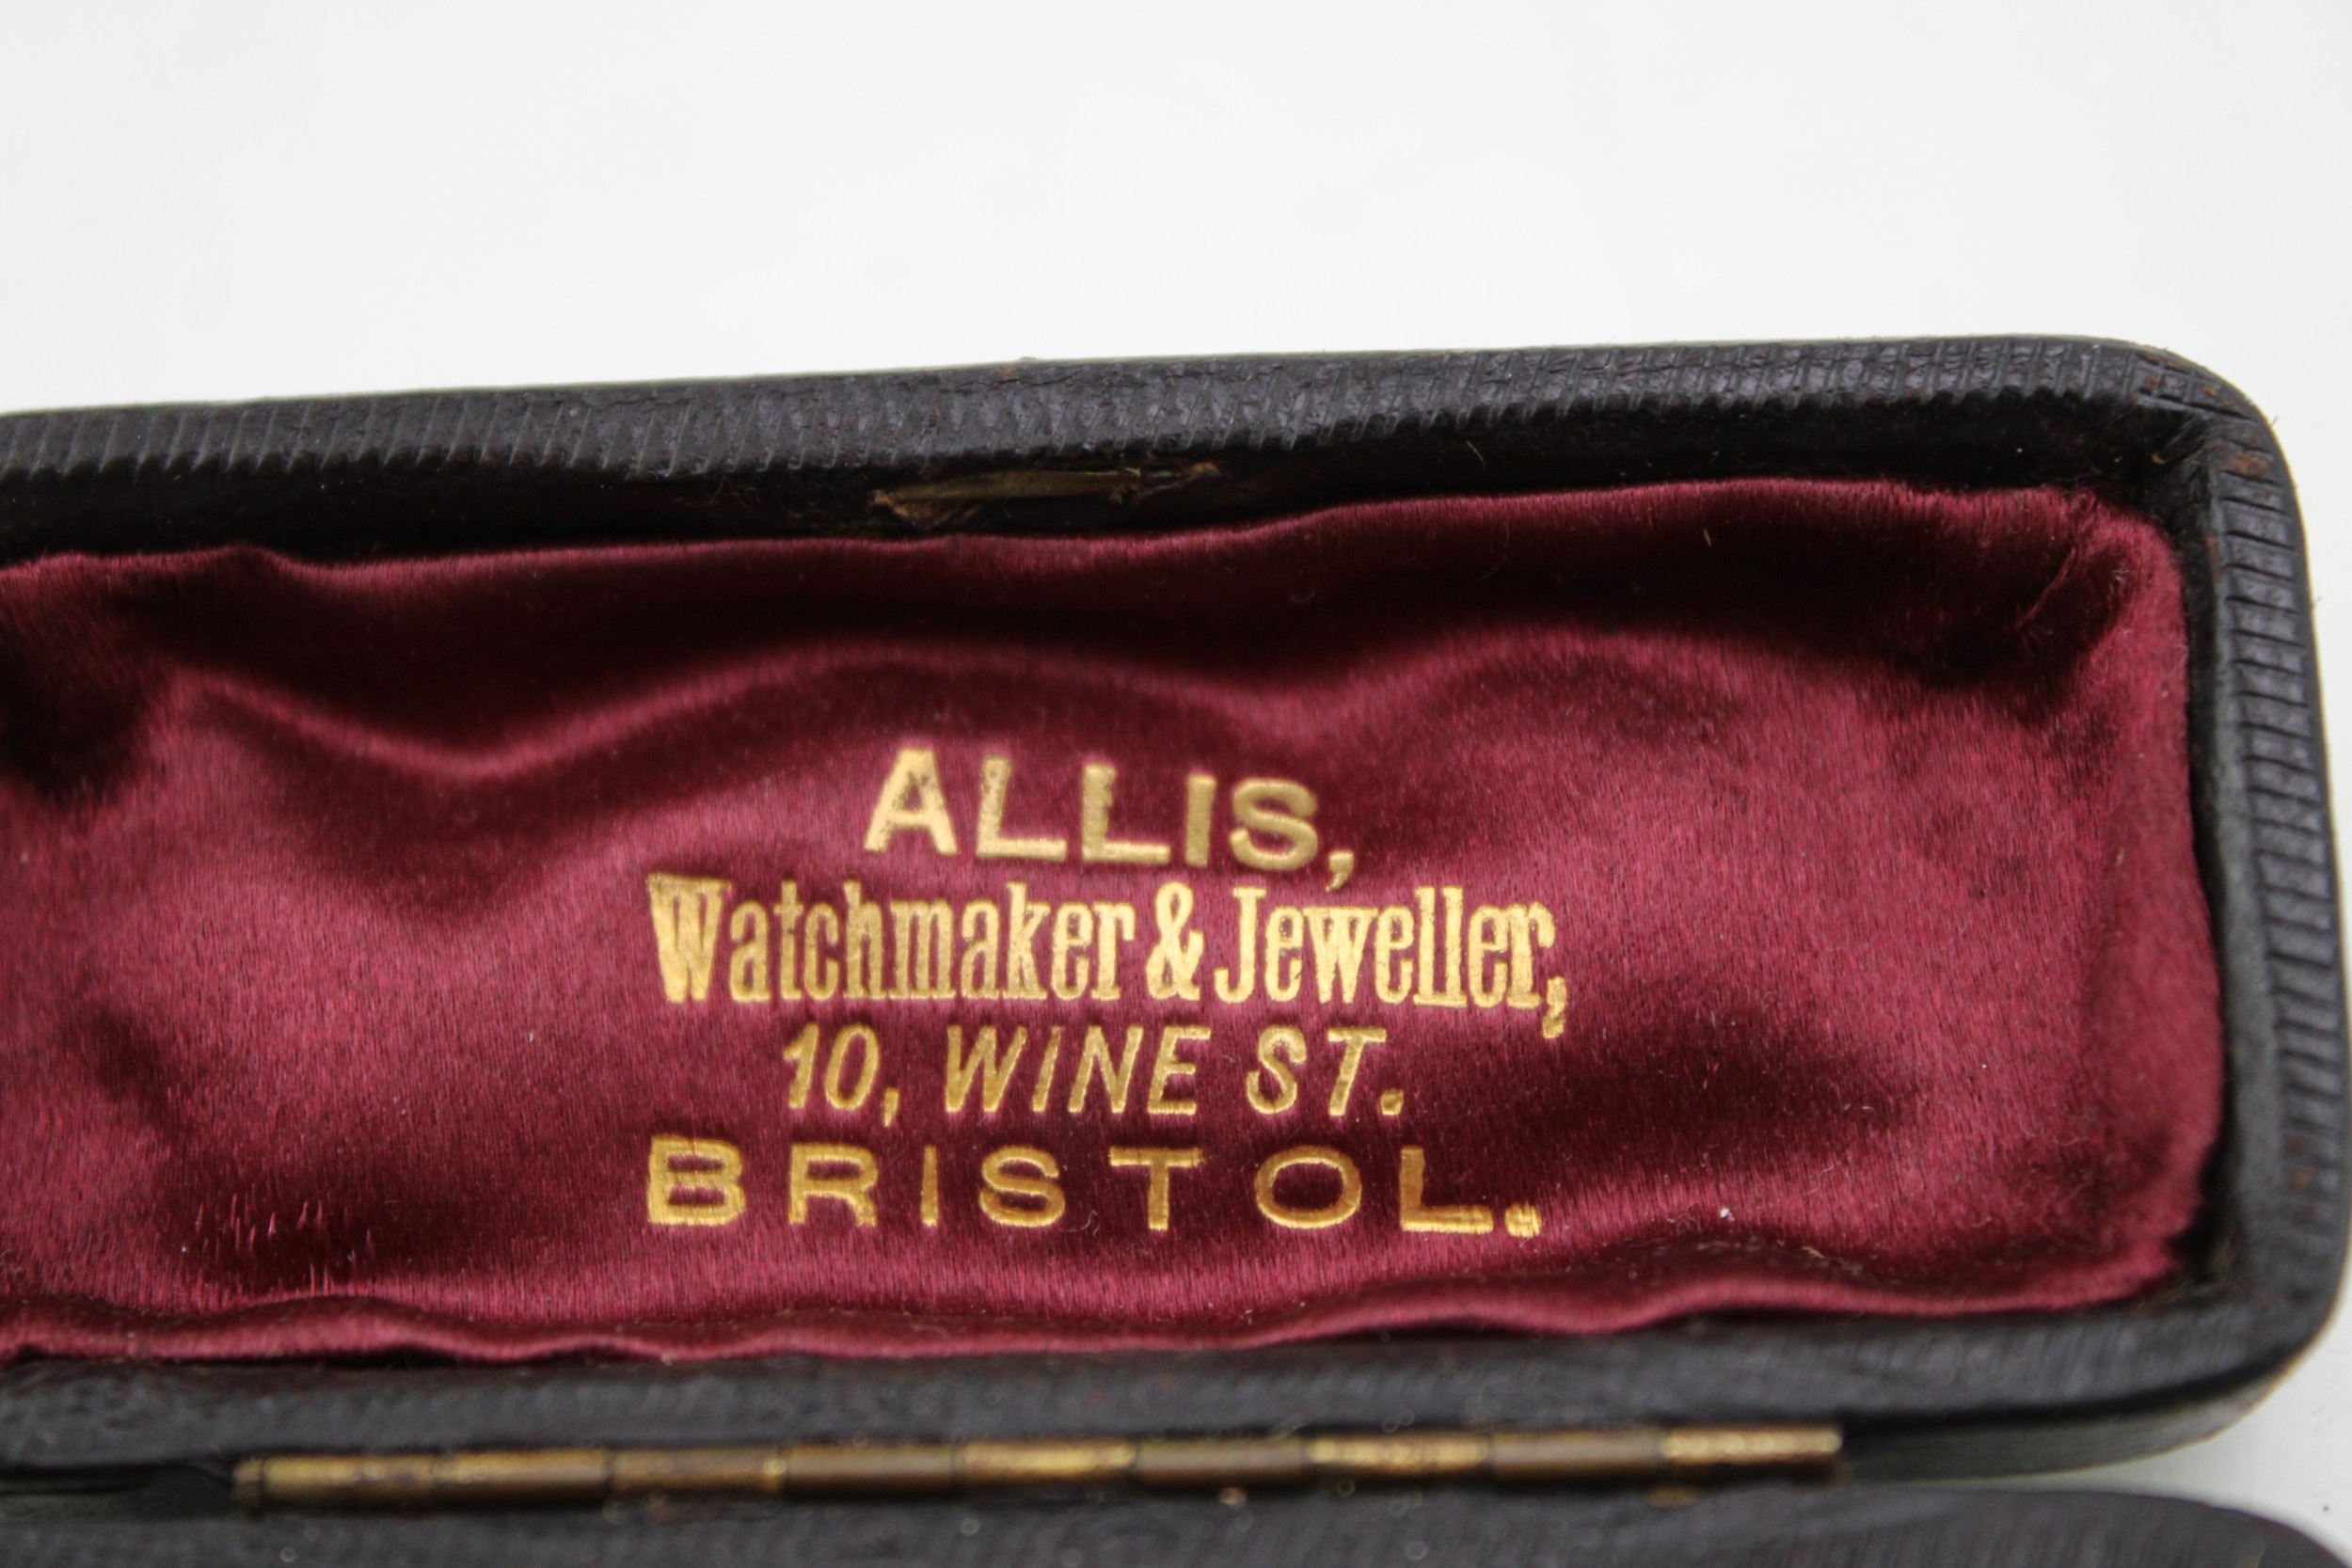 ALLIS,
Watchmaker & Jeweller,
10, WINE ST.
BRISTOL.